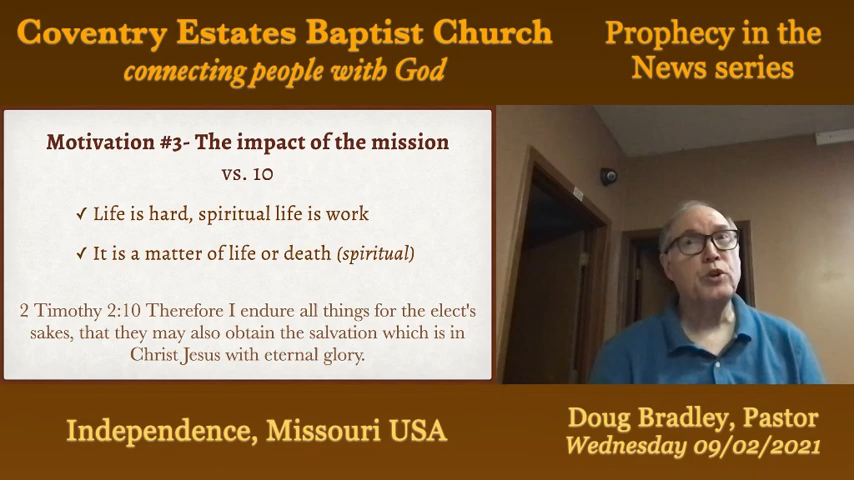 Coventry Estates Baptist Church
connecting people with God
Prophecy in the
News series
Motivation #3- The impact of the mission
vs. 10
✓ Life is hard, spiritual life is work
✓ It is a matter of life or death (spiritual)
2 Timothy 2:10 Therefore I endure all things for the elect's
sakes, that they may also obtain the salvation which is in
Christ Jesus with eternal glory.
Independence, Missouri USA
Doug Bradley, Pastor
Wednesday 09/02/2021